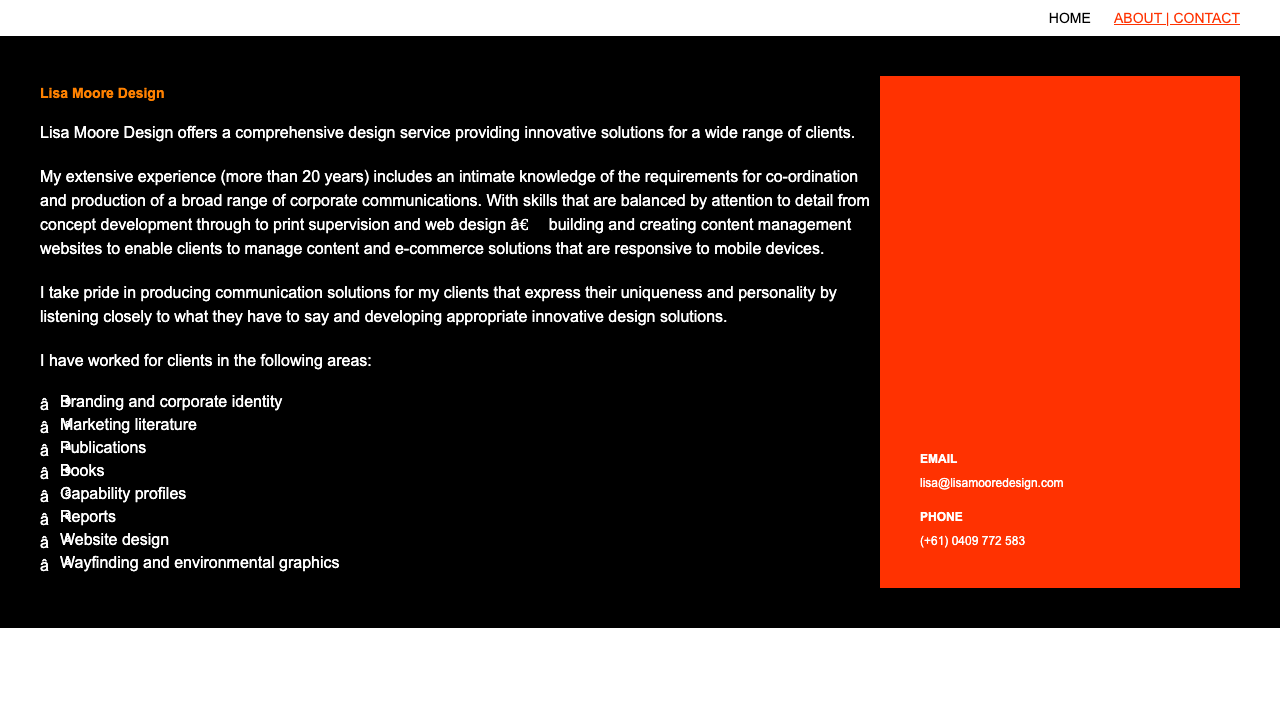 HOME ABOUT | CONTACT
Lisa Moore Design
Lisa Moore Design offers a comprehensive design service providing innovative solutions for a wide range of clients.
My extensive experience (more than 20 years) includes an intimate knowledge of the requirements for co-ordination
and production of a broad range of corporate communications. With skills that are balanced by attention to detail from
concept development through to print supervision and web design â€ building and creating content management
websites to enable clients to manage content and e-commerce solutions that are responsive to mobile devices.
I take pride in producing communication solutions for my clients that express their uniqueness and personality by
listening closely to what they have to say and developing appropriate innovative design solutions.
I have worked for clients in the following areas:
â Branding and corporate identity
â Marketing literature
â Publications
â Books
â Capability profiles
â Reports
â Website design
â Wayfinding and environmental graphics
EMAIL
lisa@lisamooredesign.com
PHONE
(+61) 0409 772 583